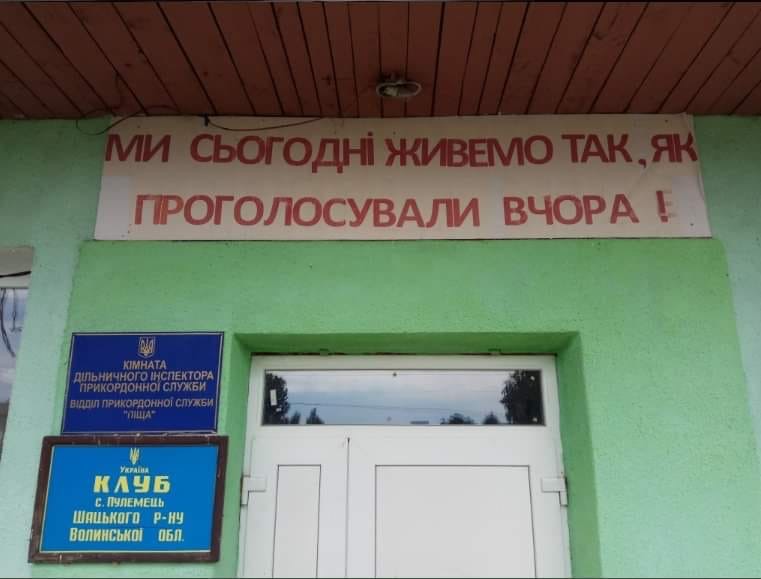 МИ СЬОГОДНІ ЖИВЕМО ТАК, ЯК
ПРОГОЛОСУВАЛИ ВЧОРА !
КІМНАТА
ДІЛЬНИЧНОГО ІНСПЕКТОРА
ПРИКОРДОННОЇ СЛУЖБИ
ВІДДІЛ ПРИКОРДОННОЇ СЛУЖБИ
"ПІЩА"
Україна
КЛУБ
с. Пулемець
Шацького р-ну
Волинської обл.